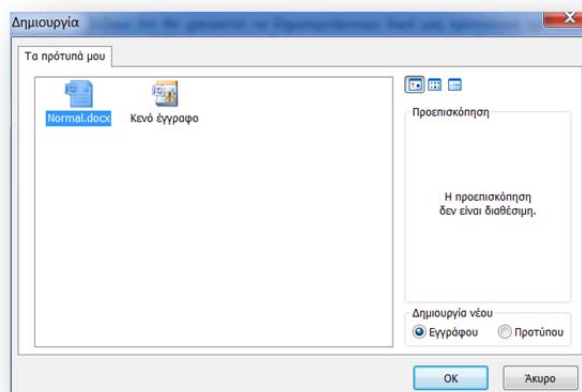 Δημιουργία
Τα πρότυπά μου
Normal.docx
Κενό έγγραφο
Προεπισκόπηση
Η προεπισκόπηση
δεν είναι διαθέσιμη.
Δημιουργία νέου
Εγγράφου
Προτύπου
OK
Άκυρο